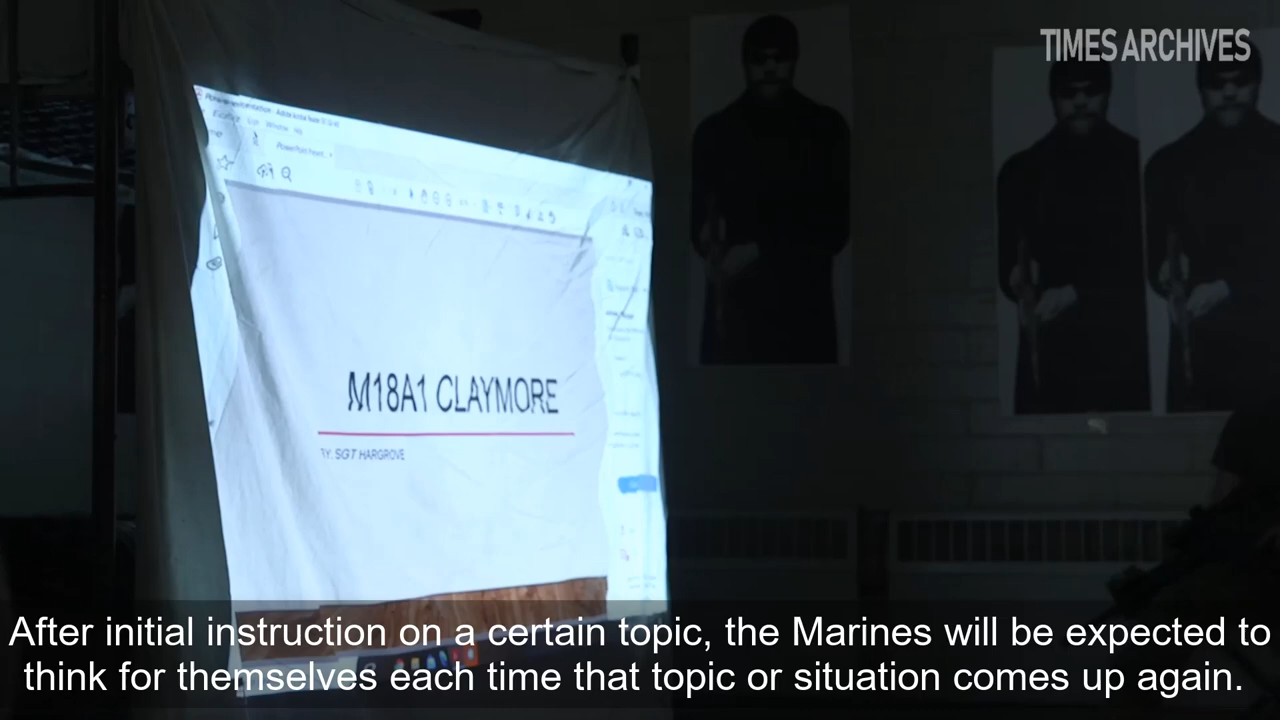 TIMES ARCHIVES
M18A1 CLAYMORE
BY: SGT HARGROVE
After initial instruction on a certain topic, the Marines will be expected to
think for themselves each time that topic or situation comes up again.